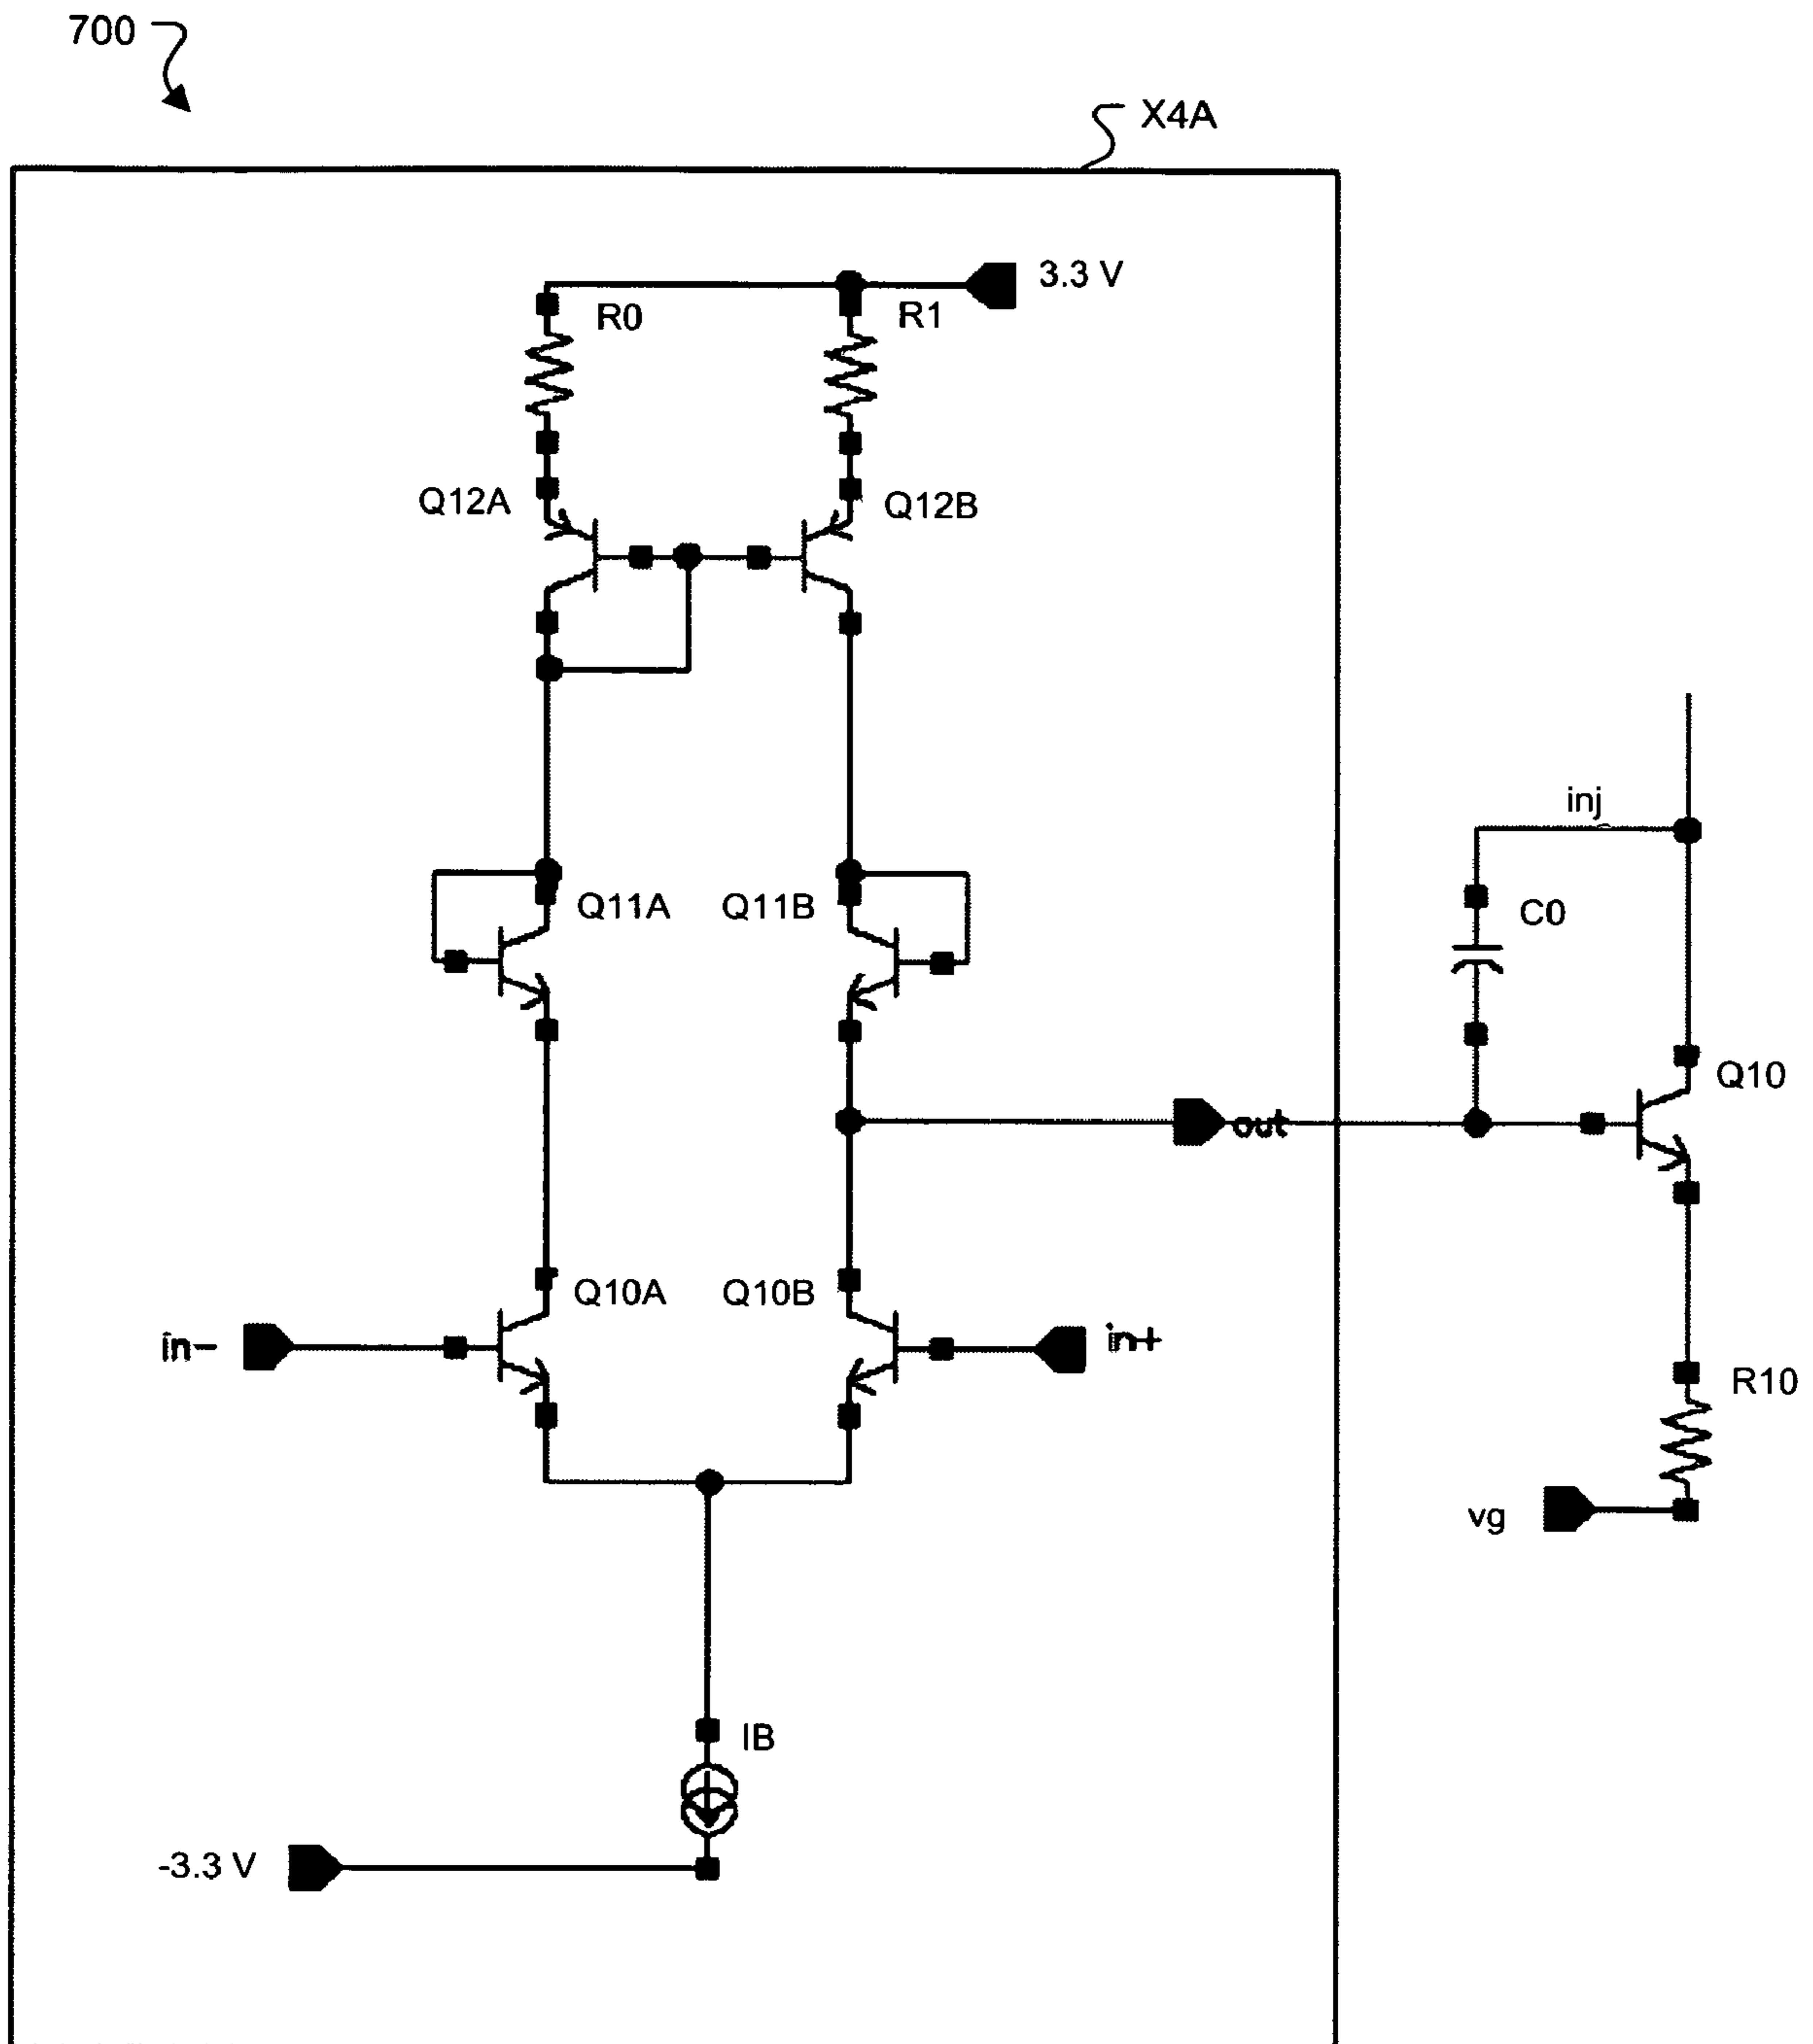 700
X4A
3.3 V
R0
R1
Q12A
Q12B
inj
Q11A
Q11B
C0
Q10
out
Q10A
Q10B
in-
in+
R10
vg
IB
-3.3 V